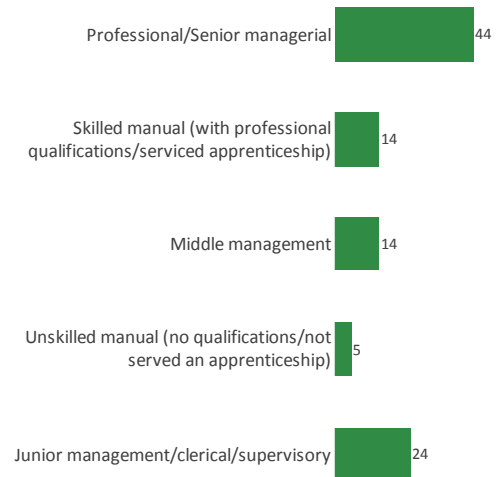 Professional/Senior managerial 44
Skilled manual (with professional
qualifications/serviced apprenticeship) 14
Middle management 14
Unskilled manual (no qualifications/not
served an apprenticeship) 5
Junior management/clerical/supervisory 24